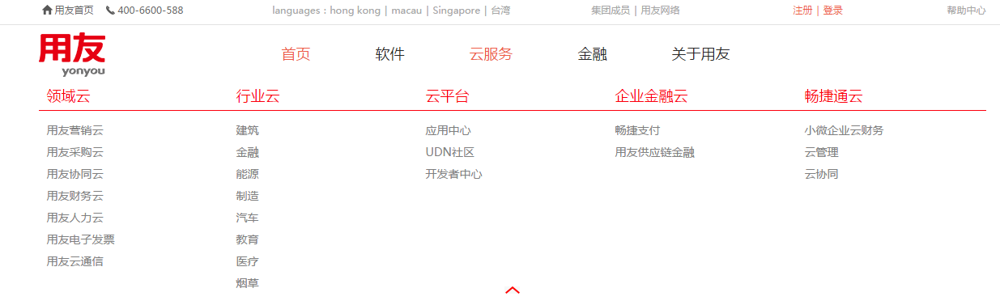 用友首页 400-6600-588 languages : hong kong | macau | Singapore | 台湾 集团成员 | 用友网络 注册 | 登录 帮助中心
用友 首页 软件 云服务 金融 关于用友
yonyou
领域云 行业云 云平台 企业金融云 畅捷通云
用友营销云 建筑 应用中心 畅捷支付 小微企业云财务
用友采购云 金融 UDN社区 用友供应链金融 云管理
用友协同云 能源 开发者中心 云协同
用友财务云 制造
用友人力云 汽车
用友电子发票 教育
用友云通信 医疗
烟草